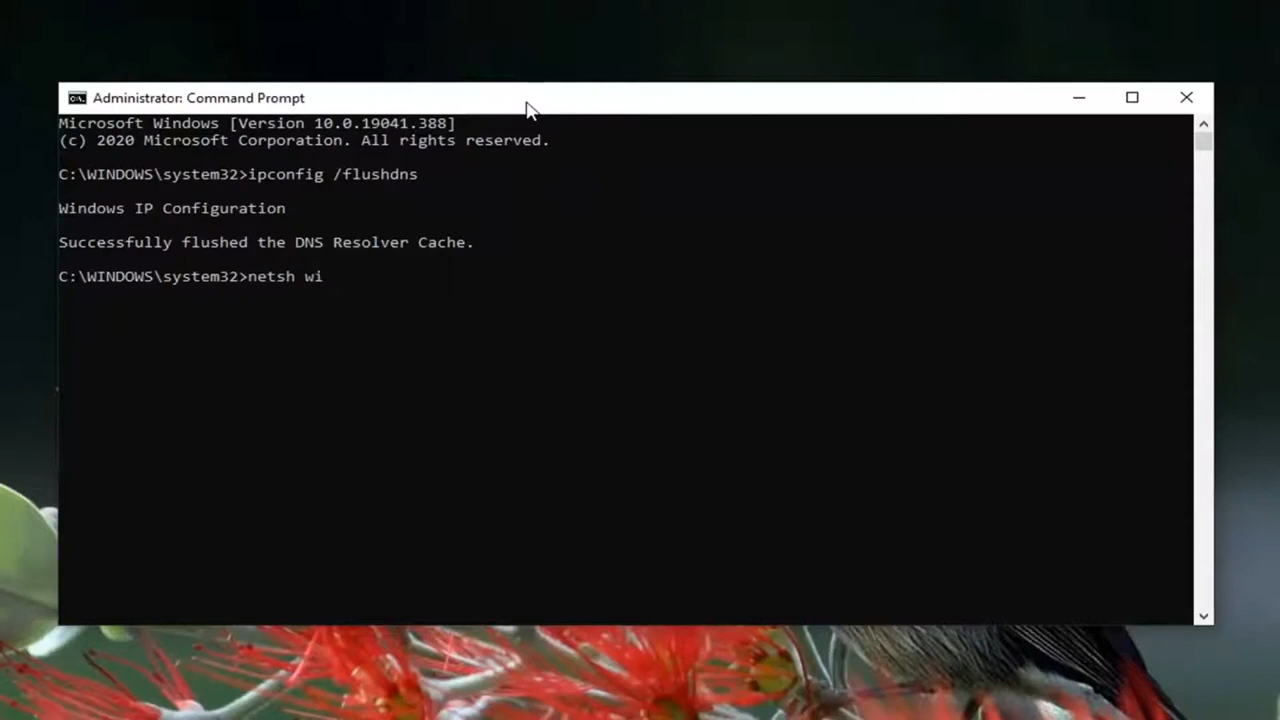 Administrator: Command Prompt
Microsoft Windows [Version 10.0.19041.388]
(c) 2020 Microsoft Corporation. All rights reserved.
C:\WINDOWS\system32>ipconfig /flushdns
Windows IP Configuration
Successfully flushed the DNS Resolver Cache.
C:\WINDOWS\system32>netsh wi